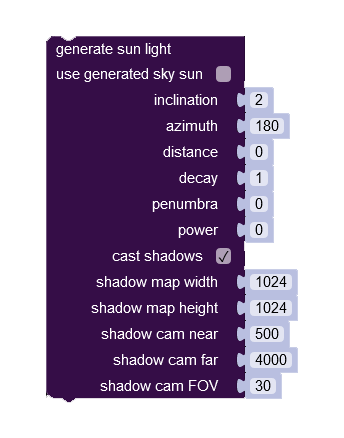 generate sun light
use generated sky sun
inclination 2
azimuth 180
distance 0
decay 1
penumbra 0
power 0
cast shadows ✓
shadow map width 1024
shadow map height 1024
shadow cam near 500
shadow cam far 4000
shadow cam FOV 30